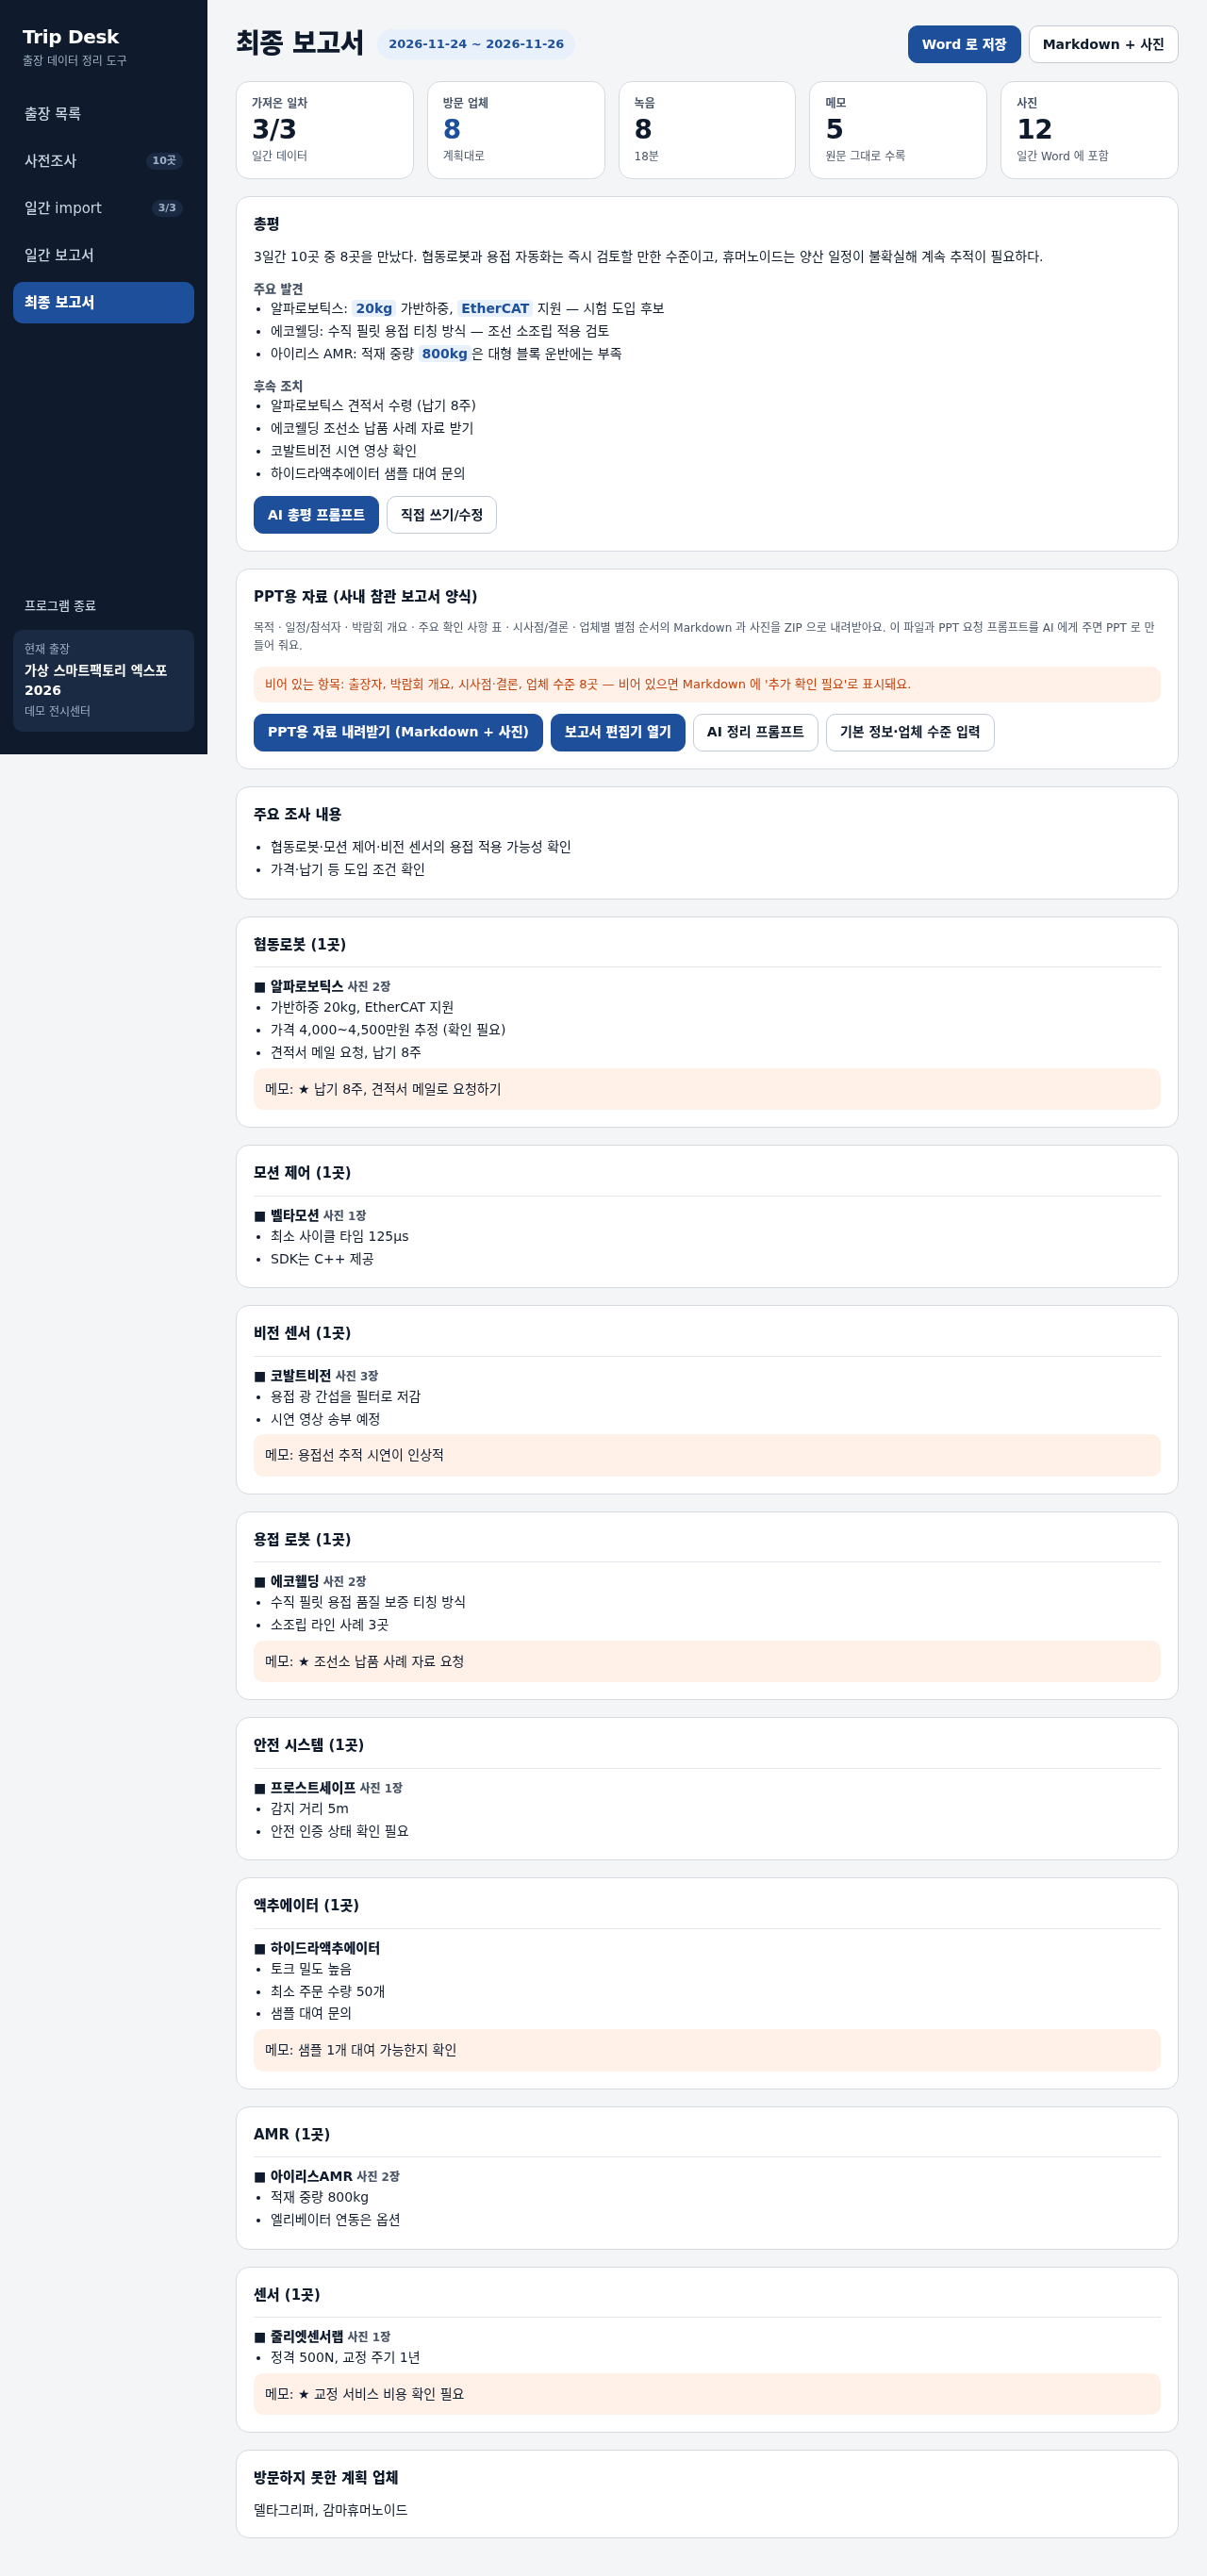 Trip Desk
출장 데이터 정리 도구
출장 목록
사전조사 10곳
일간 import 3/3
일간 보고서
최종 보고서
프로그램 종료
현재 출장
가상 스마트팩토리 엑스포
2026
데모 전시센터
최종 보고서 2026-11-24 ~ 2026-11-26
Word 로 저장 Markdown + 사진
가져온 일차
3/3
일간 데이터
방문 업체
8
계획대로
녹음
8
18분
메모
5
원문 그대로 수록
사진
12
일간 Word 에 포함
총평
3일간 10곳 중 8곳을 만났다. 협동로봇과 용접 자동화는 즉시 검토할 만한 수준이고, 휴머노이드는 양산 일정이 불확실해 계속 추적이 필요하다.
주요 발견
• 알파로보틱스: 20kg 가반하중, EtherCAT 지원 — 시험 도입 후보
• 에코웰딩: 수직 필릿 용접 티칭 방식 — 조선 소조립 적용 검토
• 아이리스 AMR: 적재 중량 800kg은 대형 블록 운반에는 부족
후속 조치
• 알파로보틱스 견적서 수령 (납기 8주)
• 에코웰딩 조선소 납품 사례 자료 받기
• 코발트비전 시연 영상 확인
• 하이드라액추에이터 샘플 대여 문의
AI 총평 프롬프트 직접 쓰기/수정
PPT용 자료 (사내 참관 보고서 양식)
목적 · 일정/참석자 · 박람회 개요 · 주요 확인 사항 표 · 시사점/결론 · 업체별 별첨 순서의 Markdown 과 사진을 ZIP 으로 내려받아요. 이 파일과 PPT 요청 프롬프트를 AI 에게 주면 PPT 로 만
들어 줘요.
비어 있는 항목: 출장자, 박람회 개요, 시사점·결론, 업체 수준 8곳 — 비어 있으면 Markdown 에 '추가 확인 필요'로 표시돼요.
PPT용 자료 내려받기 (Markdown + 사진) 보고서 편집기 열기 AI 정리 프롬프트 기본 정보·업체 수준 입력
주요 조사 내용
• 협동로봇·모션 제어·비전 센서의 용접 적용 가능성 확인
• 가격·납기 등 도입 조건 확인
협동로봇 (1곳)
■ 알파로보틱스 사진 2장
• 가반하중 20kg, EtherCAT 지원
• 가격 4,000~4,500만원 추정 (확인 필요)
• 견적서 메일 요청, 납기 8주
메모: ★ 납기 8주, 견적서 메일로 요청하기
모션 제어 (1곳)
■ 벨타모션 사진 1장
• 최소 사이클 타임 125µs
• SDK는 C++ 제공
비전 센서 (1곳)
■ 코발트비전 사진 3장
• 용접 광 간섭을 필터로 저감
• 시연 영상 송부 예정
메모: 용접선 추적 시연이 인상적
용접 로봇 (1곳)
■ 에코웰딩 사진 2장
• 수직 필릿 용접 품질 보증 티칭 방식
• 소조립 라인 사례 3곳
메모: ★ 조선소 납품 사례 자료 요청
안전 시스템 (1곳)
■ 프로스트세이프 사진 1장
• 감지 거리 5m
• 안전 인증 상태 확인 필요
액추에이터 (1곳)
■ 하이드라액추에이터
• 토크 밀도 높음
• 최소 주문 수량 50개
• 샘플 대여 문의
메모: 샘플 1개 대여 가능한지 확인
AMR (1곳)
■ 아이리스AMR 사진 2장
• 적재 중량 800kg
• 엘리베이터 연동은 옵션
센서 (1곳)
■ 줄리엣센서랩 사진 1장
• 정격 500N, 교정 주기 1년
메모: ★ 교정 서비스 비용 확인 필요
방문하지 못한 계획 업체
델타그리퍼, 감마휴머노이드